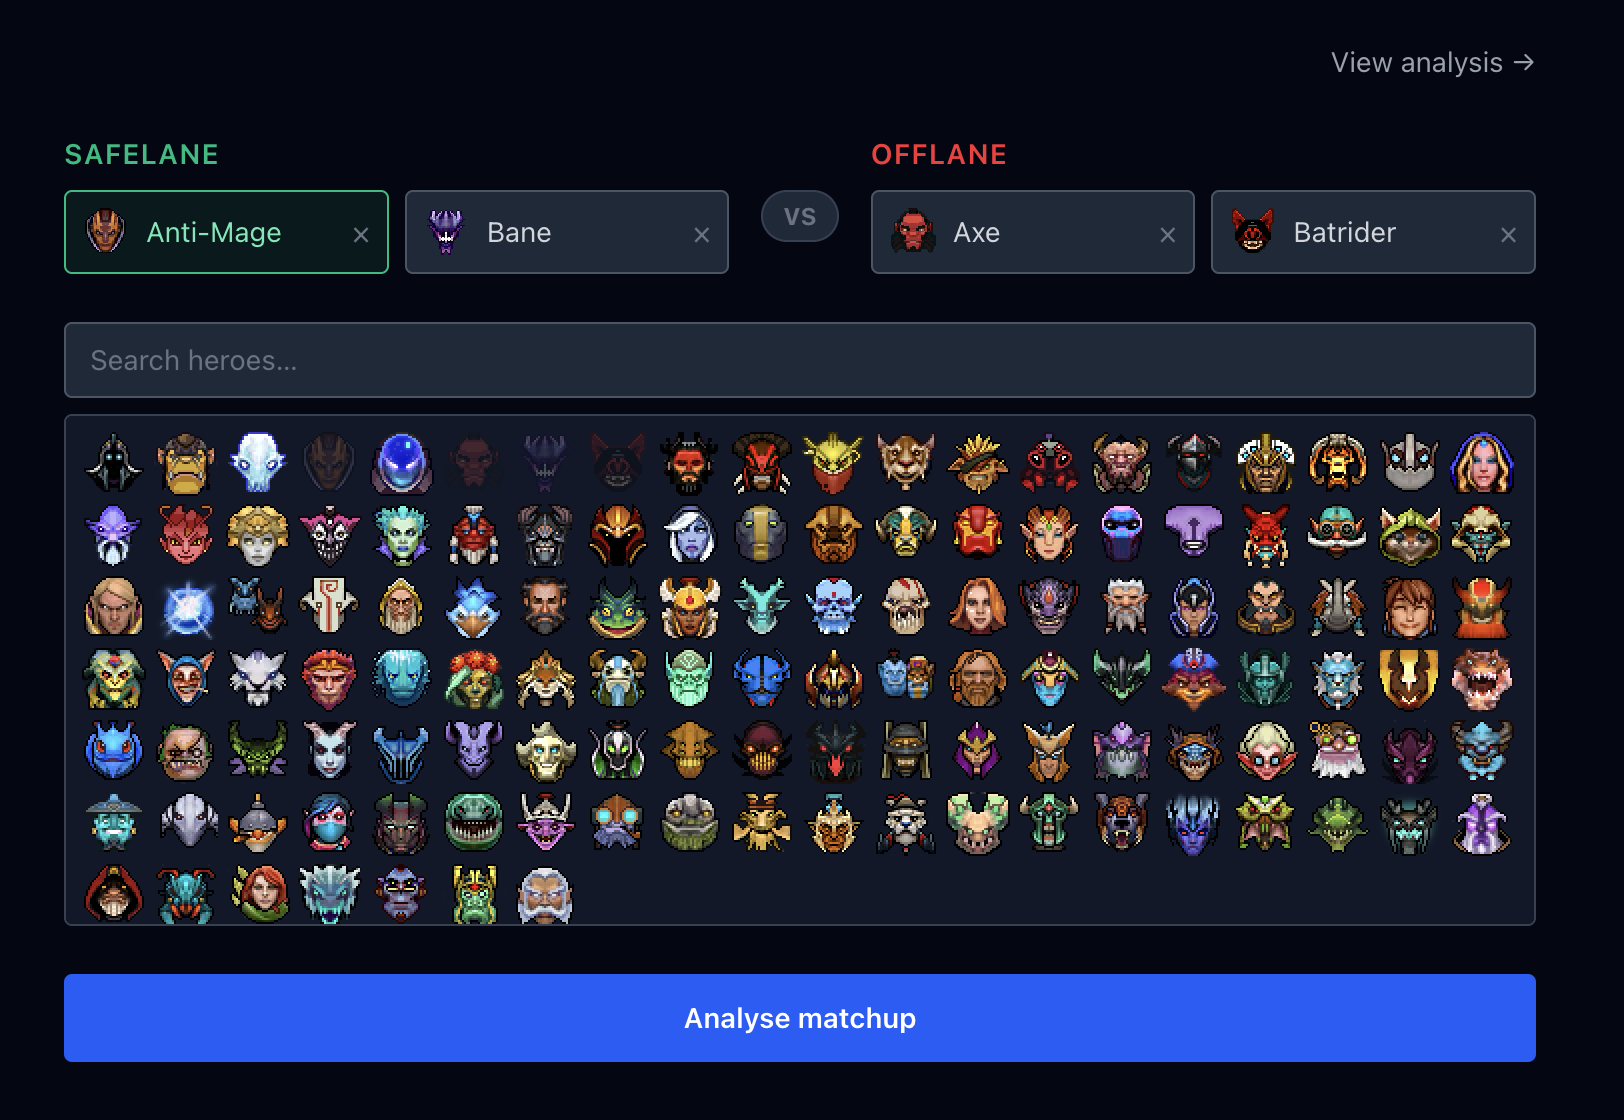 View analysis →
SAFELANE
OFFLANE
Anti-Mage ×
Bane ×
VS
Axe ×
Batrider ×
Search heroes...
Analyse matchup